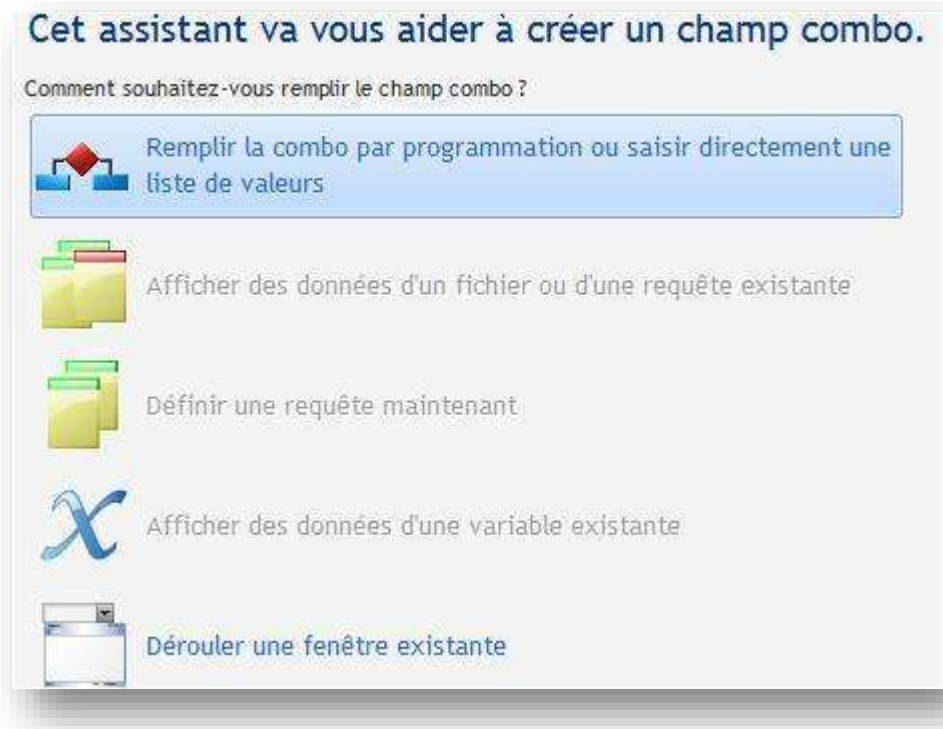 Cet assistant va vous aider à créer un champ combo.
Comment souhaitez-vous remplir le champ combo ?
Remplir la combo par programmation ou saisir directement une
liste de valeurs
Afficher des données d'un fichier ou d'une requête existante
Définir une requête maintenant
Afficher des données d'une variable existante
Dérouler une fenêtre existante